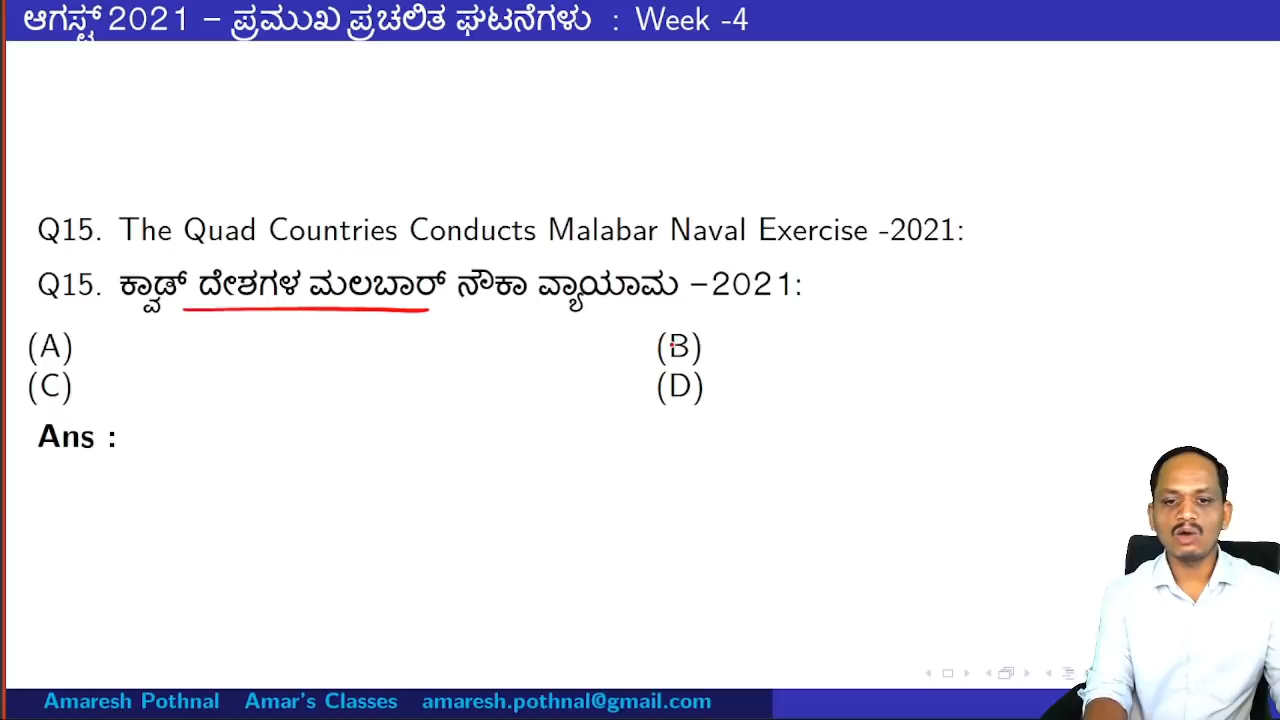 ಆಗಸ್ಟ್ 2021 – ಪ್ರಮುಖ ಪ್ರಚಲಿತ ಘಟನೆಗಳು : Week -4
Q15. The Quad Countries Conducts Malabar Naval Exercise -2021:
Q15. ಕ್ವಾಡ್ ದೇಶಗಳ ಮಲಬಾರ್ ನೌಕಾ ವ್ಯಾಯಾಮ –2021:
(A) (B)
(C) (D)
Ans :
Amaresh Pothnal Amar's Classes amaresh.pothnal@gmail.com